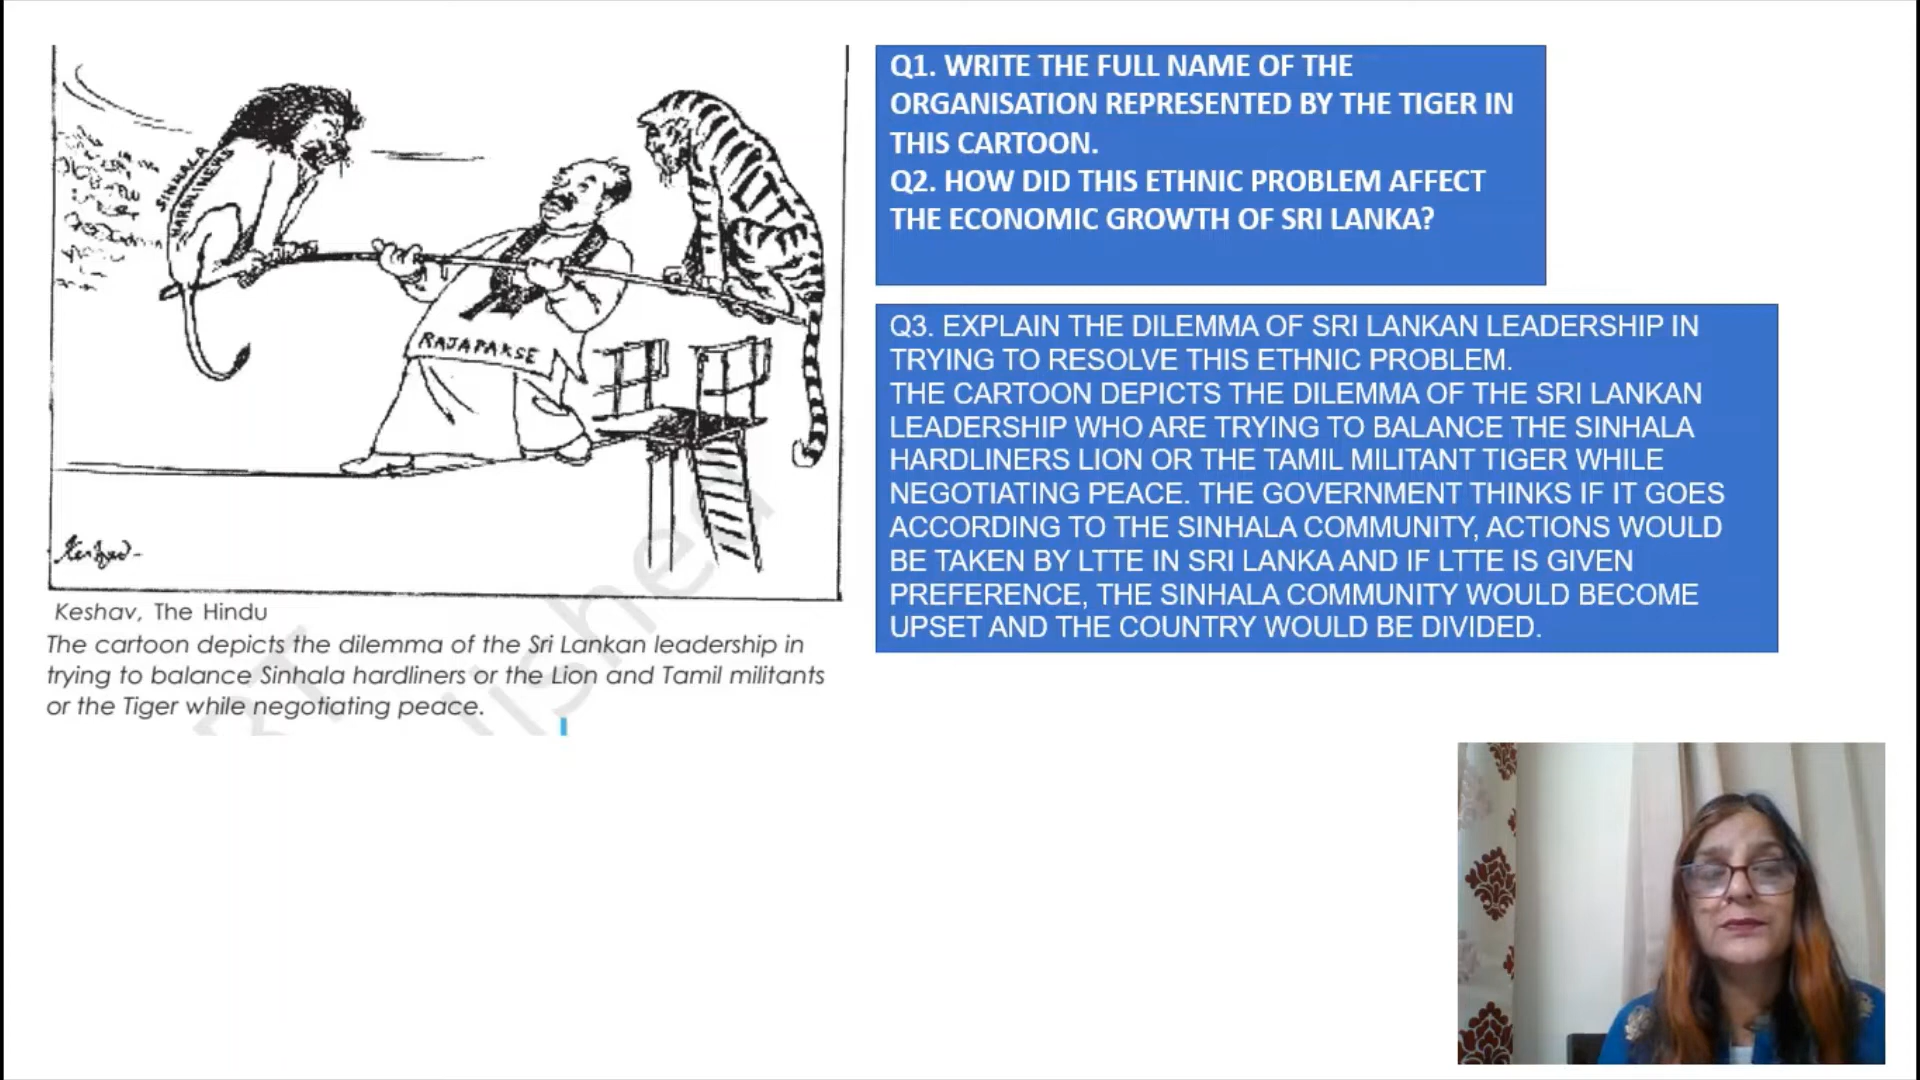 SINHALA
HARDLINERS
LTTE
RAJAPAKSE
Keshav
Keshav, The Hindu
The cartoon depicts the dilemma of the Sri Lankan leadership in
trying to balance Sinhala hardliners or the Lion and Tamil militants
or the Tiger while negotiating peace.
Q1. WRITE THE FULL NAME OF THE
ORGANISATION REPRESENTED BY THE TIGER IN
THIS CARTOON.
Q2. HOW DID THIS ETHNIC PROBLEM AFFECT
THE ECONOMIC GROWTH OF SRI LANKA?
Q3. EXPLAIN THE DILEMMA OF SRI LANKAN LEADERSHIP IN
TRYING TO RESOLVE THIS ETHNIC PROBLEM.
THE CARTOON DEPICTS THE DILEMMA OF THE SRI LANKAN
LEADERSHIP WHO ARE TRYING TO BALANCE THE SINHALA
HARDLINERS LION OR THE TAMIL MILITANT TIGER WHILE
NEGOTIATING PEACE. THE GOVERNMENT THINKS IF IT GOES
ACCORDING TO THE SINHALA COMMUNITY, ACTIONS WOULD
BE TAKEN BY LTTE IN SRI LANKA AND IF LTTE IS GIVEN
PREFERENCE, THE SINHALA COMMUNITY WOULD BECOME
UPSET AND THE COUNTRY WOULD BE DIVIDED.